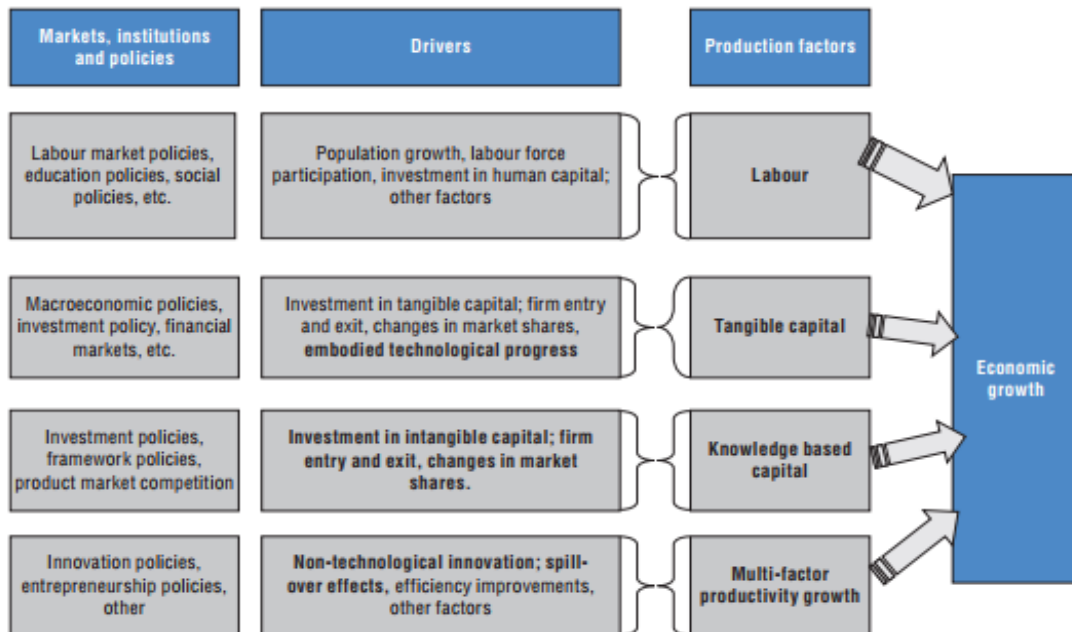 Markets, institutions
and policies
Drivers
Production factors
Labour market policies,
education policies, social
policies, etc.
Population growth, labour force
participation, investment in human capital;
other factors
Labour
Macroeconomic policies,
investment policy, financial
markets, etc.
Investment in tangible capital; firm entry
and exit, changes in market shares,
embodied technological progress
Tangible capital
Economic
growth
Investment policies,
framework policies,
product market competition
Investment in intangible capital; firm
entry and exit, changes in market
shares.
Knowledge based
capital
Innovation policies,
entrepreneurship policies,
other
Non-technological innovation; spill-
over effects, efficiency improvements,
other factors
Multi-factor
productivity growth